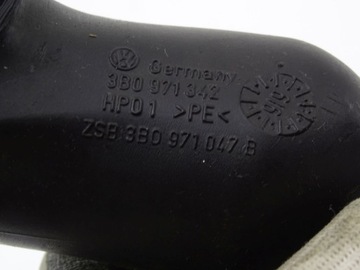 Germany
3B0 971 342
HP01 >PE<
ZSB 3B0 971 047 B